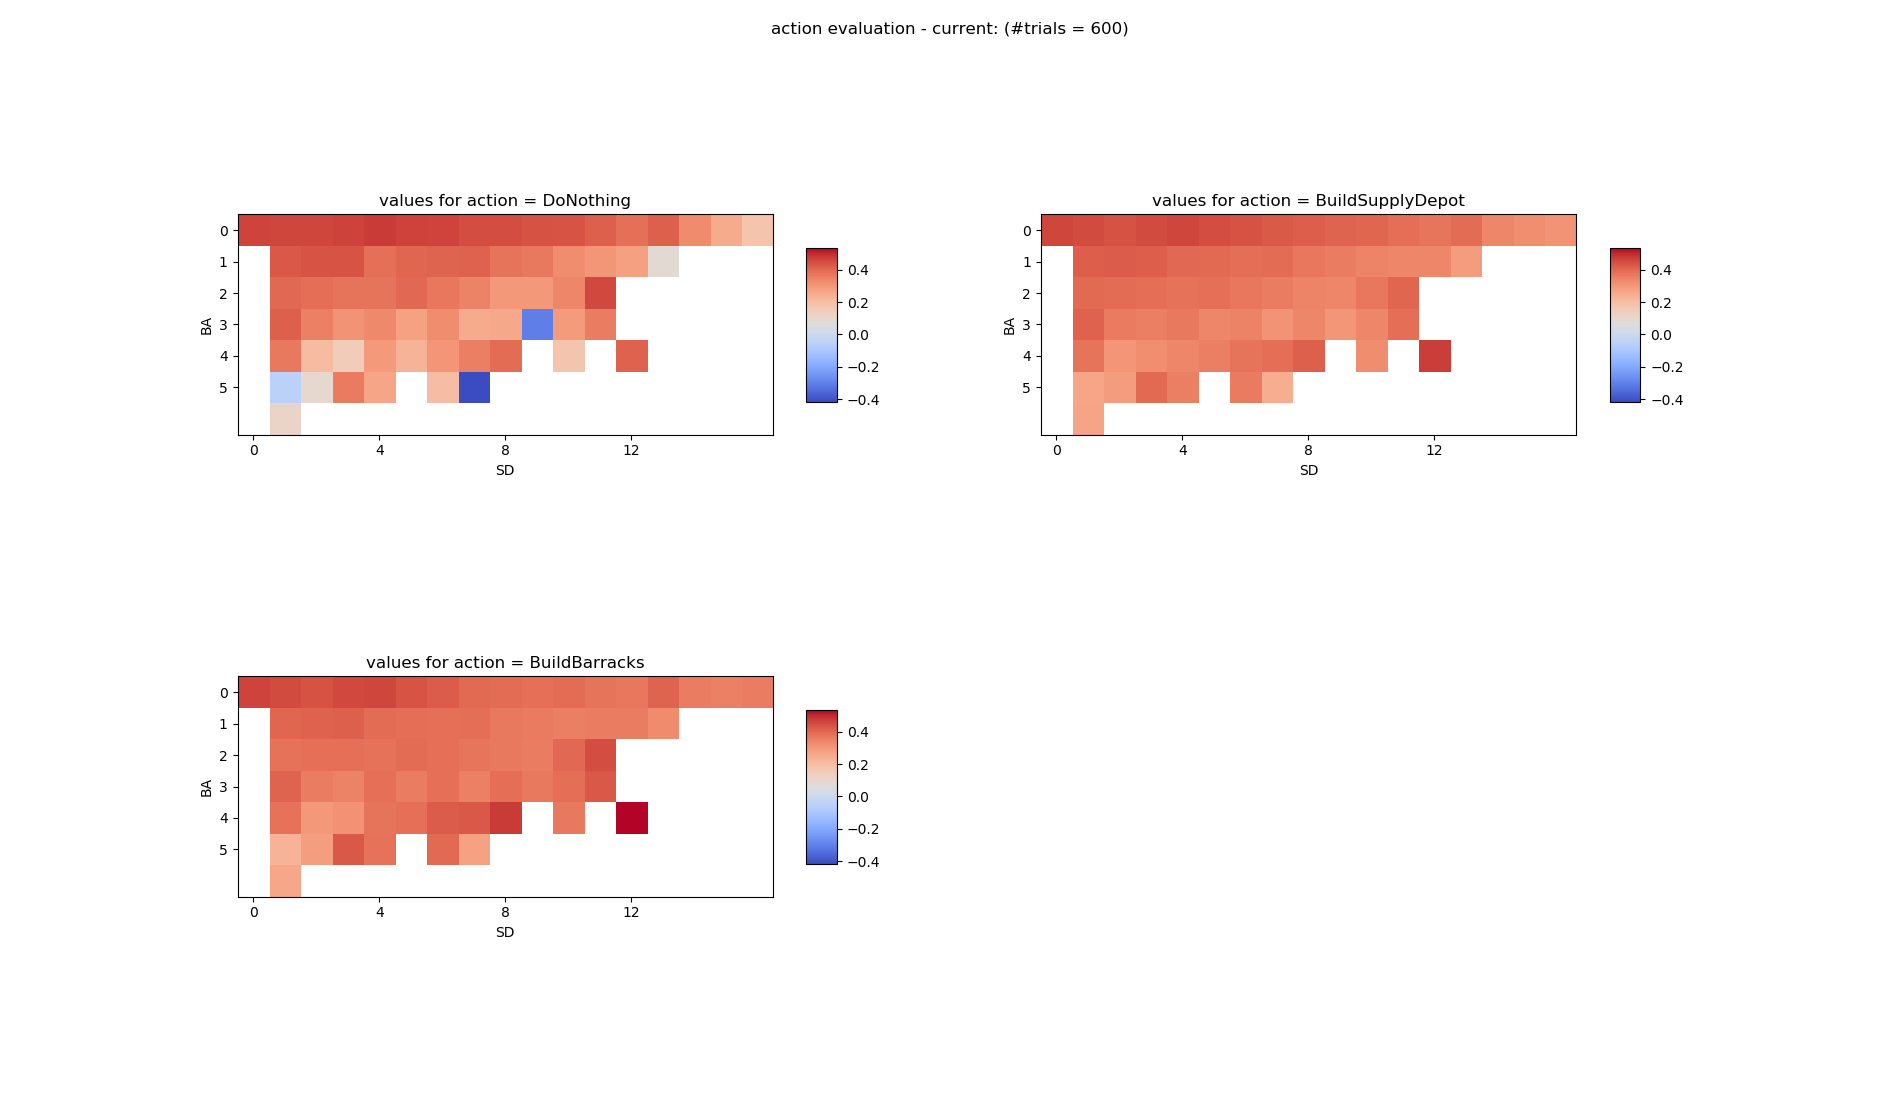 action evaluation - current: (#trials = 600)
values for action = DoNothing
0
1
2
3
4
5
BA
0 4 8 12
SD
0.4
0.2
0.0
−0.2
−0.4
values for action = BuildSupplyDepot
0
1
2
3
4
5
BA
0 4 8 12
SD
0.4
0.2
0.0
−0.2
−0.4
values for action = BuildBarracks
0
1
2
3
4
5
BA
0 4 8 12
SD
0.4
0.2
0.0
−0.2
−0.4